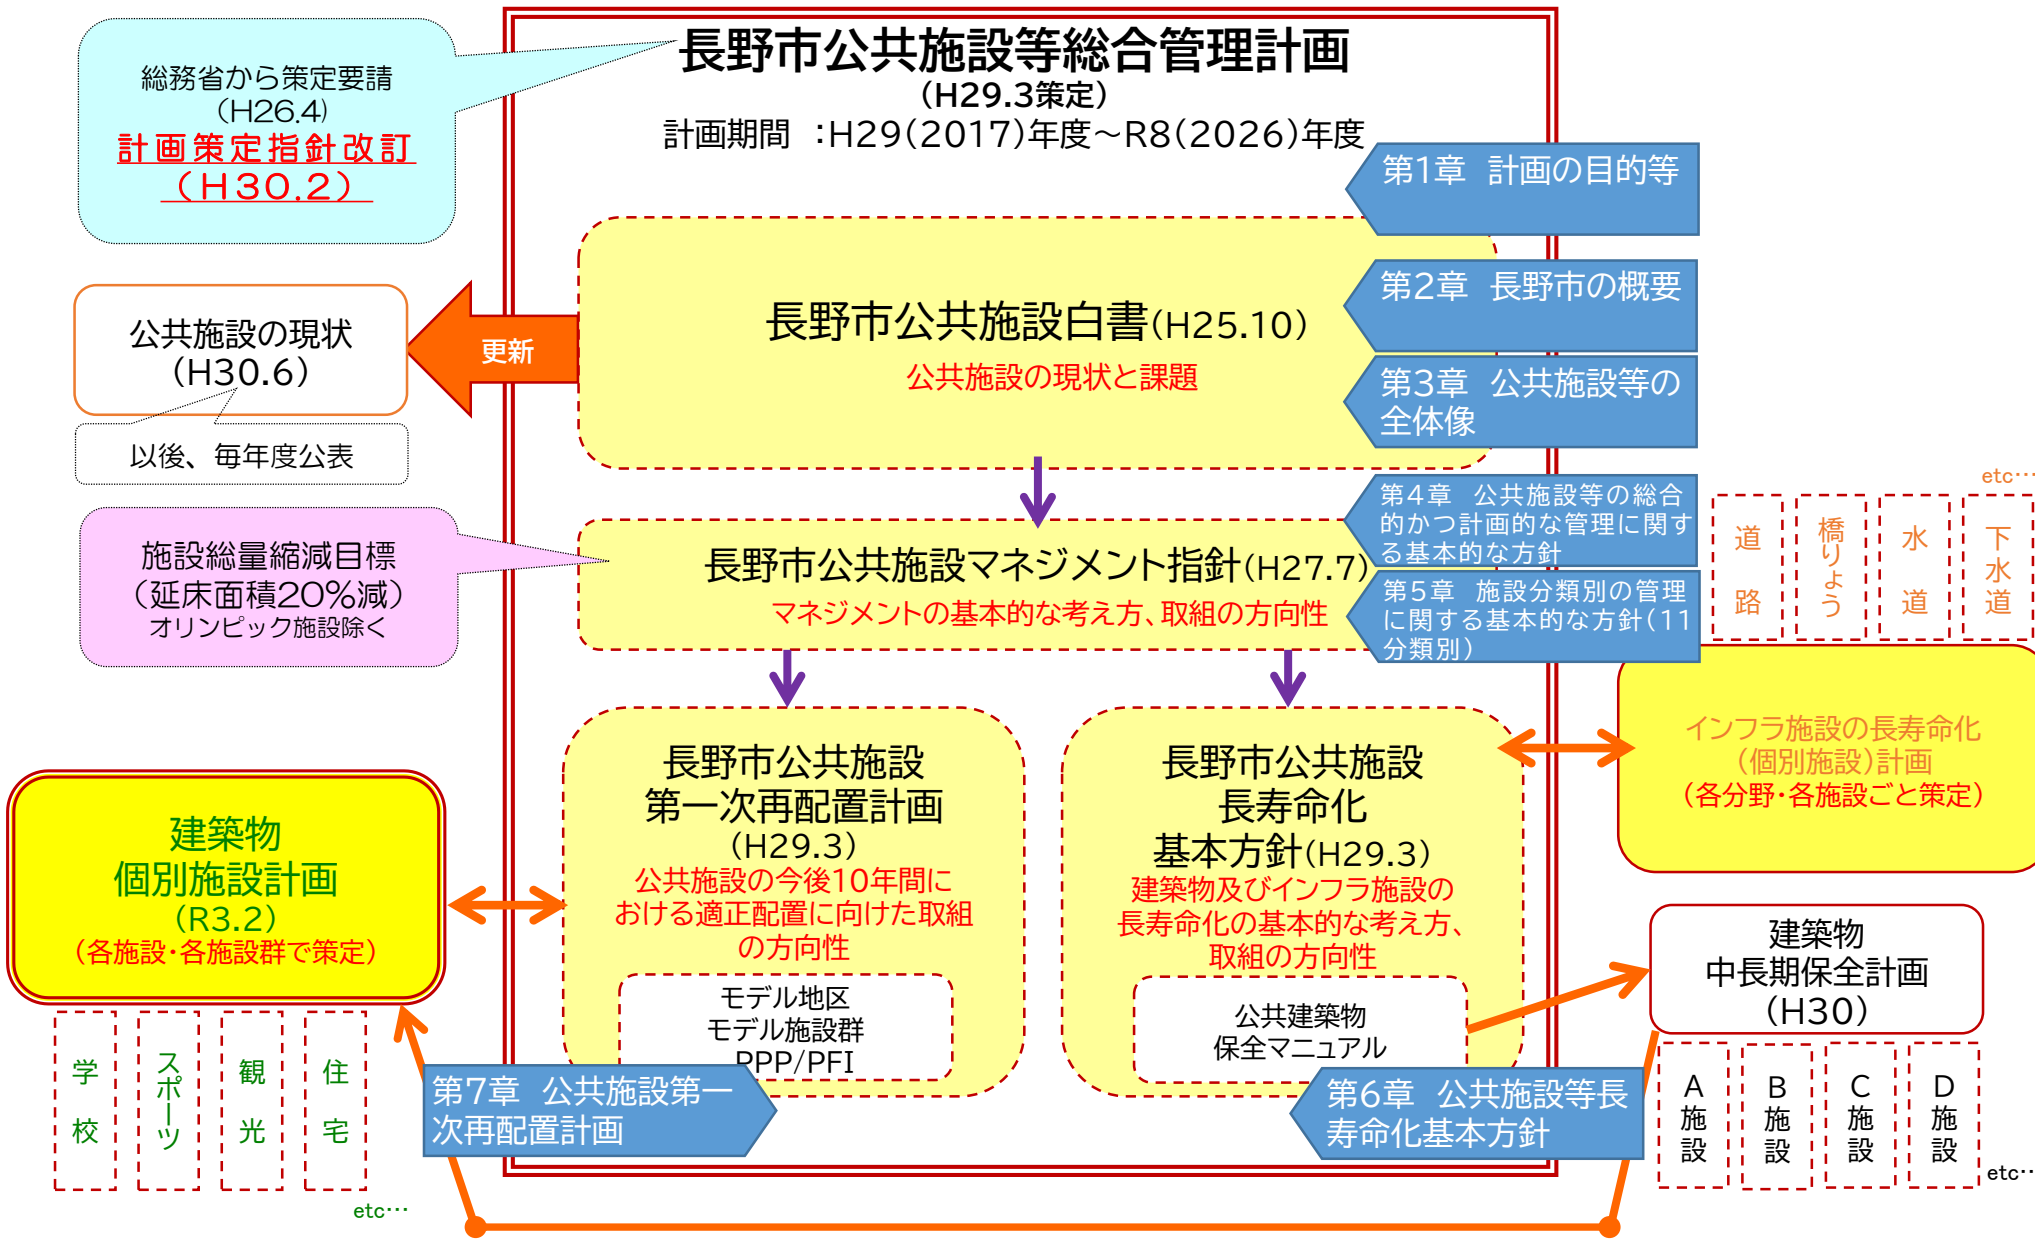 長野市公共施設等総合管理計画
(H29.3策定)
計画期間　：H29(2017)年度～R8(2026)年度
総務省から策定要請
(H26.4)
計画策定指針改訂
(H30.2)
第1章　計画の目的等
長野市公共施設白書(H25.10)
公共施設の現状と課題
第2章　長野市の概要
第3章　公共施設等の
全体像
更新
公共施設の現状
(H30.6)
以後、毎年度公表
施設総量縮減目標
(延床面積20%減)
オリンピック施設除く
長野市公共施設マネジメント指針(H27.7)
マネジメントの基本的な考え方、取組の方向性
第4章　公共施設等の総合
的かつ計画的な管理に関す
る基本的な方針
第5章　施設分類別の管理
に関する基本的な方針(11
分類別)
etc…
道路
橋りょう
水道
下水道
インフラ施設の長寿命化
(個別施設)計画
(各分野・各施設ごと策定)
長野市公共施設
第一次再配置計画
(H29.3)
公共施設の今後10年間に
おける適正配置に向けた取組
の方向性
モデル地区
モデル施設群
PPP/PFI
長野市公共施設
長寿命化
基本方針(H29.3)
建築物及びインフラ施設の
長寿命化の基本的な考え方、
取組の方向性
公共建築物
保全マニュアル
建築物
個別施設計画
(R3.2)
(各施設・各施設群で策定)
学校
スポーツ
観光
住宅
etc…
第7章　公共施設第一
次再配置計画
第6章　公共施設等長
寿命化基本方針
建築物
中長期保全計画
(H30)
A施設
B施設
C施設
D施設
etc…